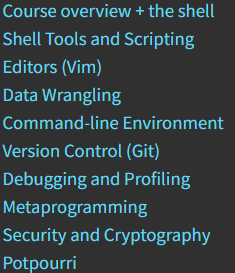 Course overview + the shell
Shell Tools and Scripting
Editors (Vim)
Data Wrangling
Command-line Environment
Version Control (Git)
Debugging and Profiling
Metaprogramming
Security and Cryptography
Potpourri